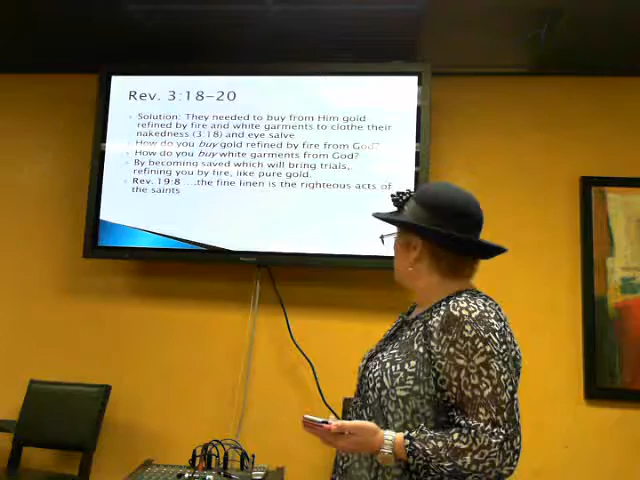 Rev. 3:18-20
Solution: They needed to buy from Him gold
refined by fire and white garments to clothe their
nakedness (3:18) and eye salve
How do you buy gold refined by fire from God?
How do you buy white garments from God?
By becoming saved which will bring trials,
refining you by fire, like pure gold.
Rev. 19:8 ....the fine linen is the righteous acts of
the saints